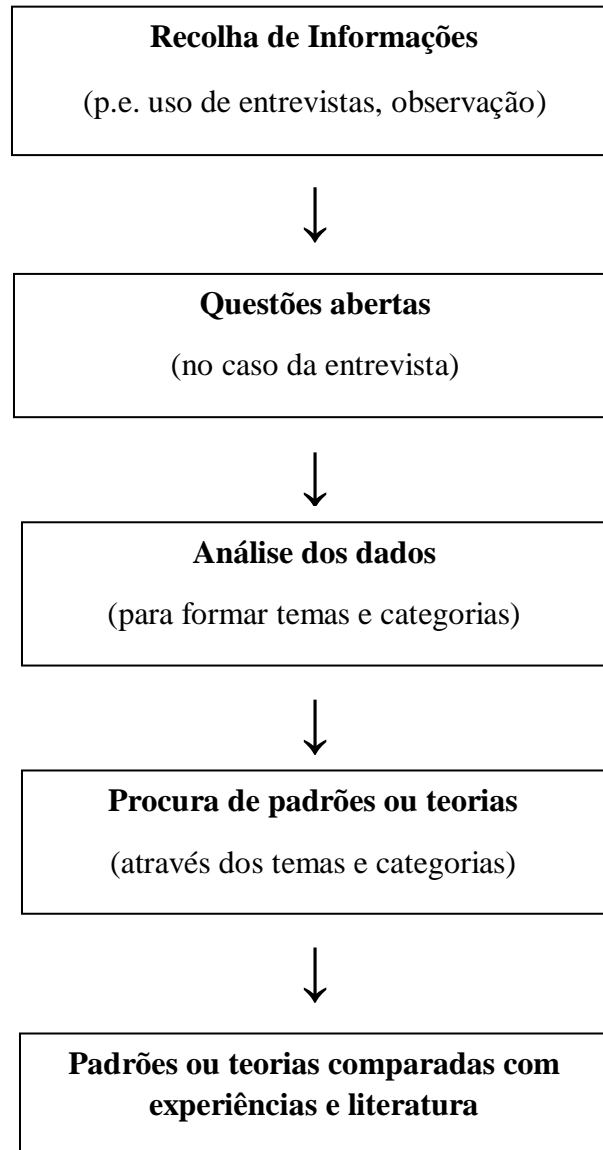 Recolha de Informações
(p.e. uso de entrevistas, observação)
Questões abertas
(no caso da entrevista)
Análise dos dados
(para formar temas e categorias)
Procura de padrões ou teorias
(através dos temas e categorias)
Padrões ou teorias comparadas com
experiências e literatura